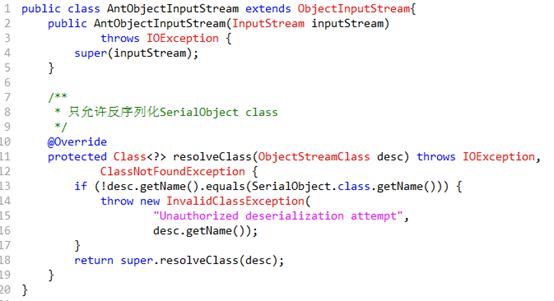 1 public class AntObjectInputStream extends ObjectInputStream{
2     public AntObjectInputStream(InputStream inputStream)
3             throws IOException {
4         super(inputStream);
5     }
6
7     /**
8      * 只允许反序列化SerialObject class
9      */
10     @Override
11     protected Class<?> resolveClass(ObjectStreamClass desc) throws IOException,
12             ClassNotFoundException {
13         if (!desc.getName().equals(SerialObject.class.getName())) {
14             throw new InvalidClassException(
15                     "Unauthorized deserialization attempt",
16                     desc.getName());
17         }
18         return super.resolveClass(desc);
19     }
20 }